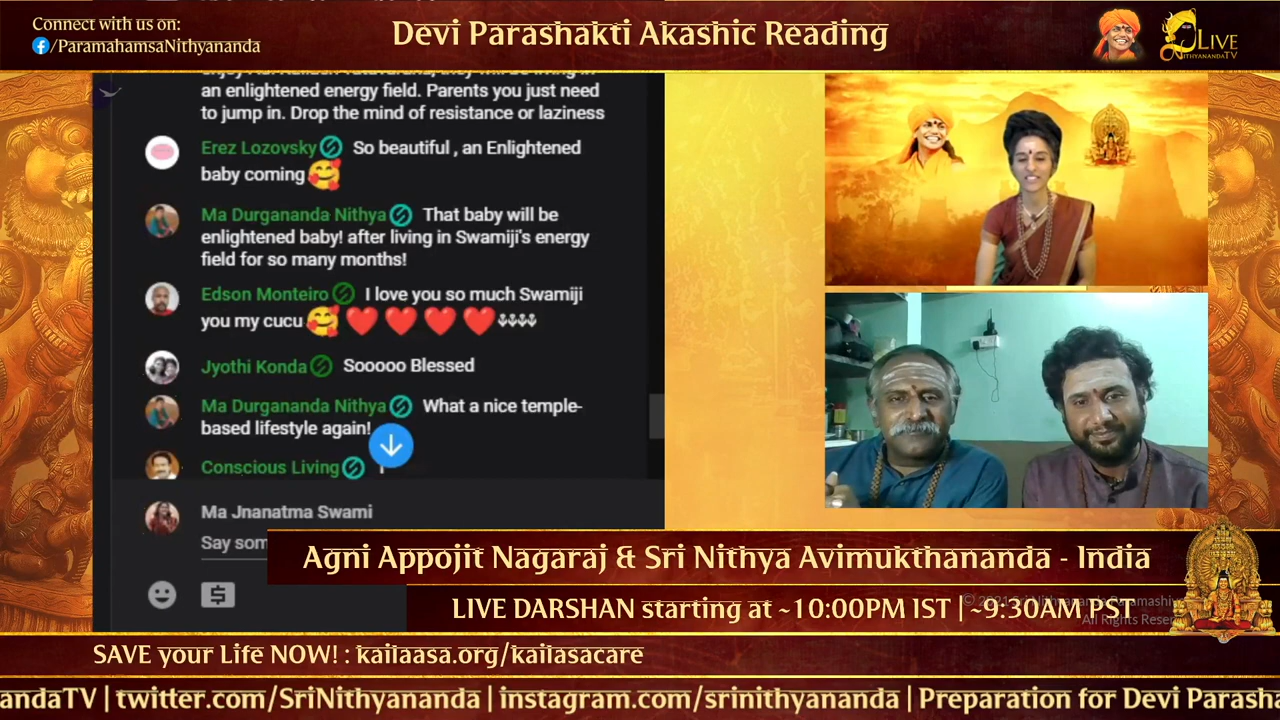 Connect with us on:
/ParamahamsaNithyananda
Devi Parashakti Akashic Reading
LIVE
NITHYANANDATV
an enlightened energy field. Parents you just need
to jump in. Drop the mind of resistance or laziness
Erez Lozovsky So beautiful , an Enlightened
baby coming🥰
Ma Durgananda Nithya That baby will be
enlightened baby! after living in Swamiji's energy
field for so many months!
Edson Monteiro I love you so much Swamiji
you my cucu🥰 ❤️ ❤️ ❤️ ❤️
Jyothi Konda Sooooo Blessed
Ma Durgananda Nithya What a nice temple-
based lifestyle again!
Conscious Living
Ma Jnanatma Swami
Say som
Agni Appojit Nagaraj & Sri Nithya Avimukthananda - India
LIVE DARSHAN starting at ~10:00PM IST | ~9:30AM PST
All Rights Reser
SAVE your Life NOW! : kailaasa.org/kailasacare
andaTV | twitter.com/SriNithyananda | instagram.com/srinithyananda | Preparation for Devi Parasha